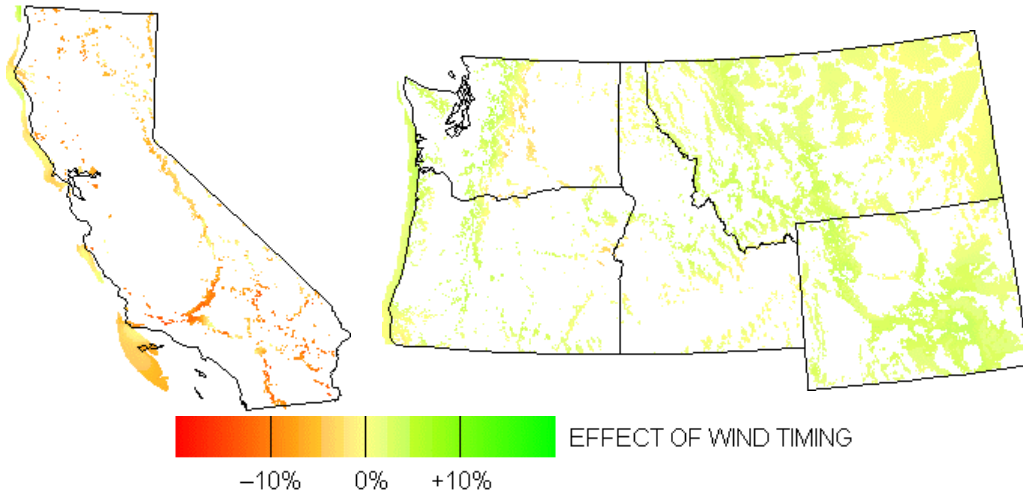 EFFECT OF WIND TIMING
–10% 0% +10%